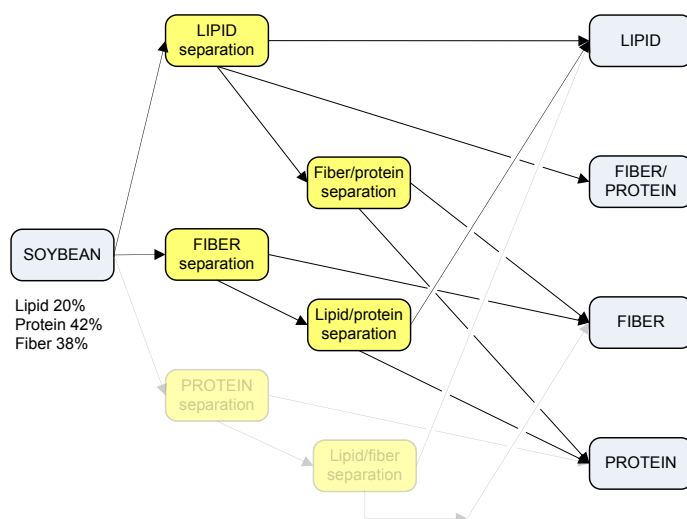 LIPID
separation
LIPID
Fiber/protein
separation
FIBER/
PROTEIN
SOYBEAN
FIBER
separation
Lipid 20%
Protein 42%
Fiber 38%
Lipid/protein
separation
FIBER
PROTEIN
separation
Lipid/fiber
separation
PROTEIN